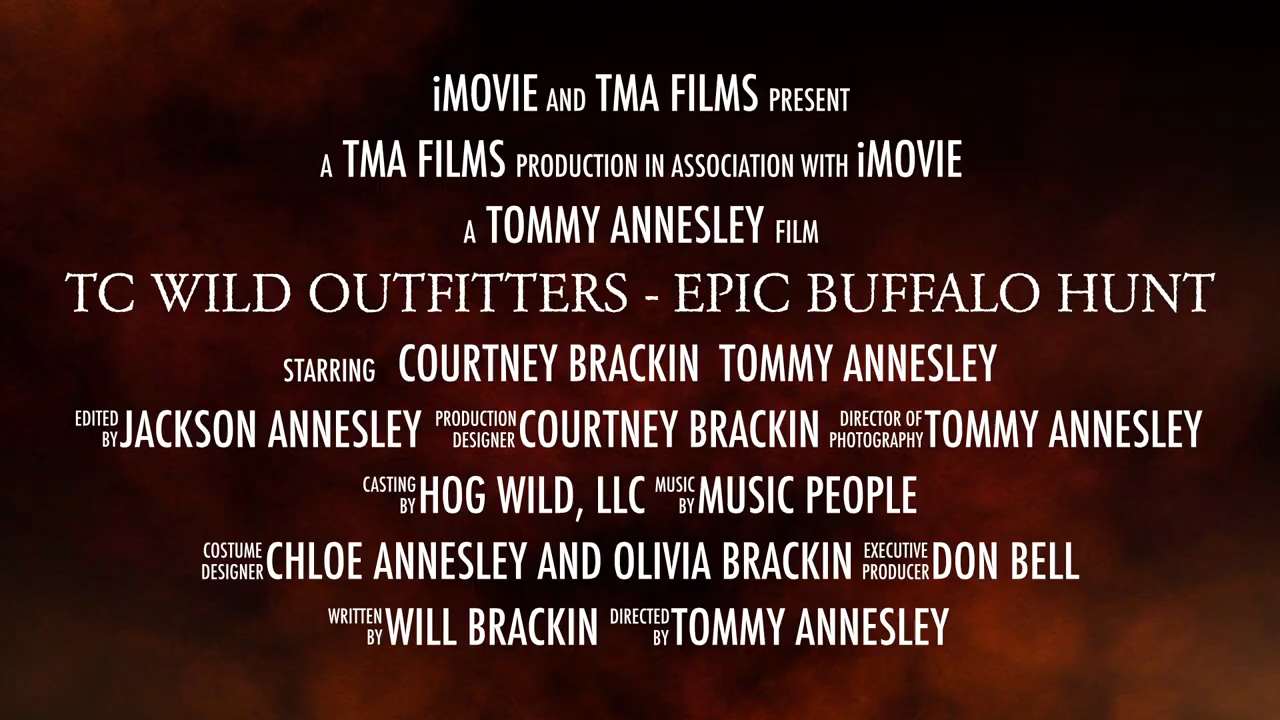 iMOVIE AND TMA FILMS PRESENT
A TMA FILMS PRODUCTION IN ASSOCIATION WITH iMOVIE
A TOMMY ANNESLEY FILM
TC WILD OUTFITTERS - EPIC BUFFALO HUNT
STARRING COURTNEY BRACKIN TOMMY ANNESLEY
EDITED BY JACKSON ANNESLEY PRODUCTION DESIGNER COURTNEY BRACKIN DIRECTOR OF PHOTOGRAPHY TOMMY ANNESLEY
CASTING BY HOG WILD, LLC MUSIC BY MUSIC PEOPLE
COSTUME DESIGNER CHLOE ANNESLEY AND OLIVIA BRACKIN EXECUTIVE PRODUCER DON BELL
WRITTEN BY WILL BRACKIN DIRECTED BY TOMMY ANNESLEY